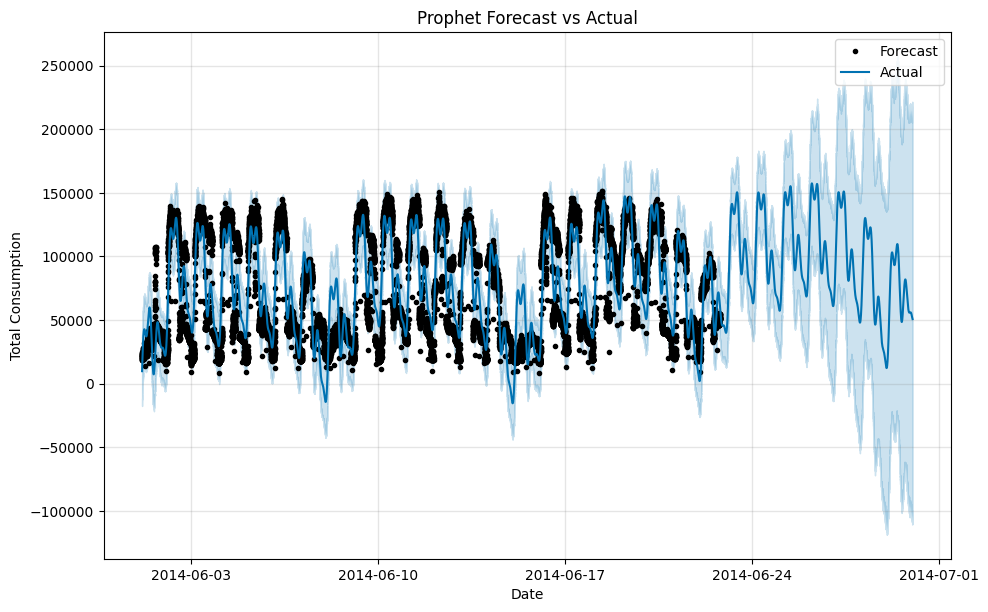 Prophet Forecast vs Actual
Forecast
Actual
250000
200000
150000
100000
50000
0
−50000
−100000
Total Consumption
2014-06-03 2014-06-10 2014-06-17 2014-06-24 2014-07-01
Date